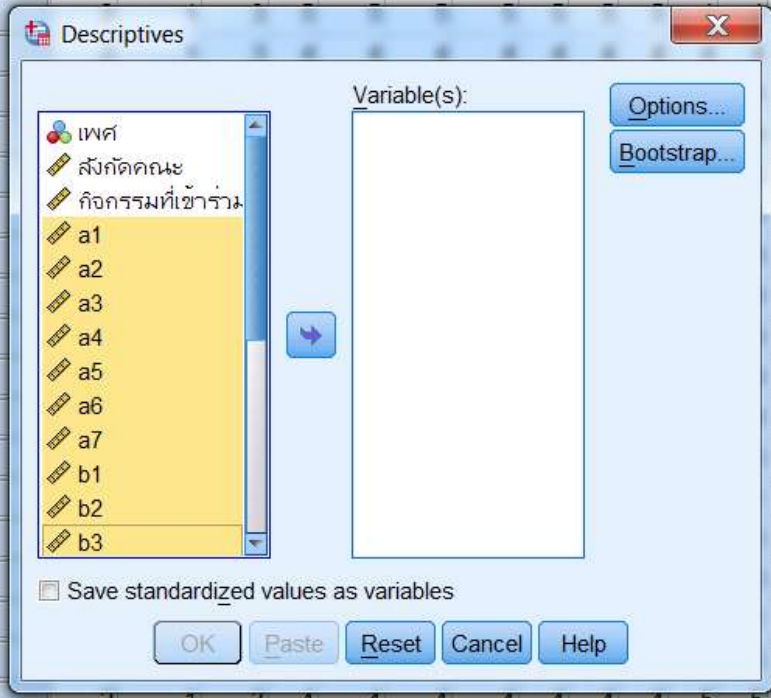 Descriptives
Variable(s):
Options...
Bootstrap...
เพศ
สังกัดคณะ
กิจกรรมที่เข้าร่วม
a1
a2
a3
a4
a5
a6
a7
b1
b2
b3
Save standardized values as variables
OK Paste Reset Cancel Help